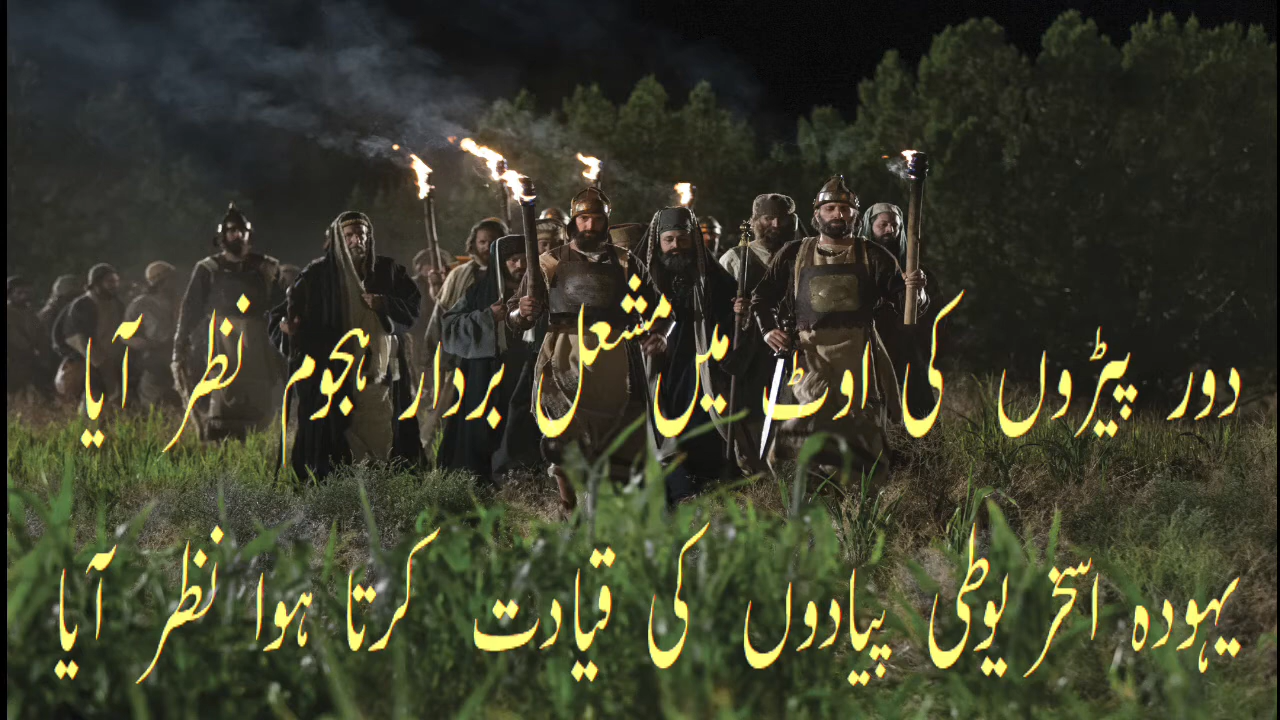 دور پیڑوں کی اوٹ میں مشعل بردار ہجوم نظر آیا
یہودہ اسخریوطی پیادوں کی قیادت کرتا ہوا نظر آیا